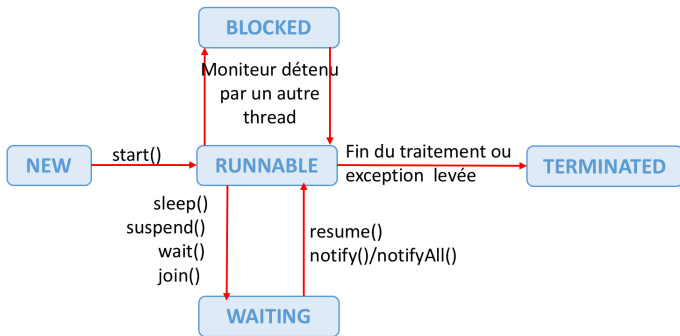 BLOCKED
Moniteur détenu
par un autre
thread
NEW
start()
RUNNABLE
Fin du traitement ou
exception levée
TERMINATED
sleep()
suspend()
wait()
join()
resume()
notify()/notifyAll()
WAITING